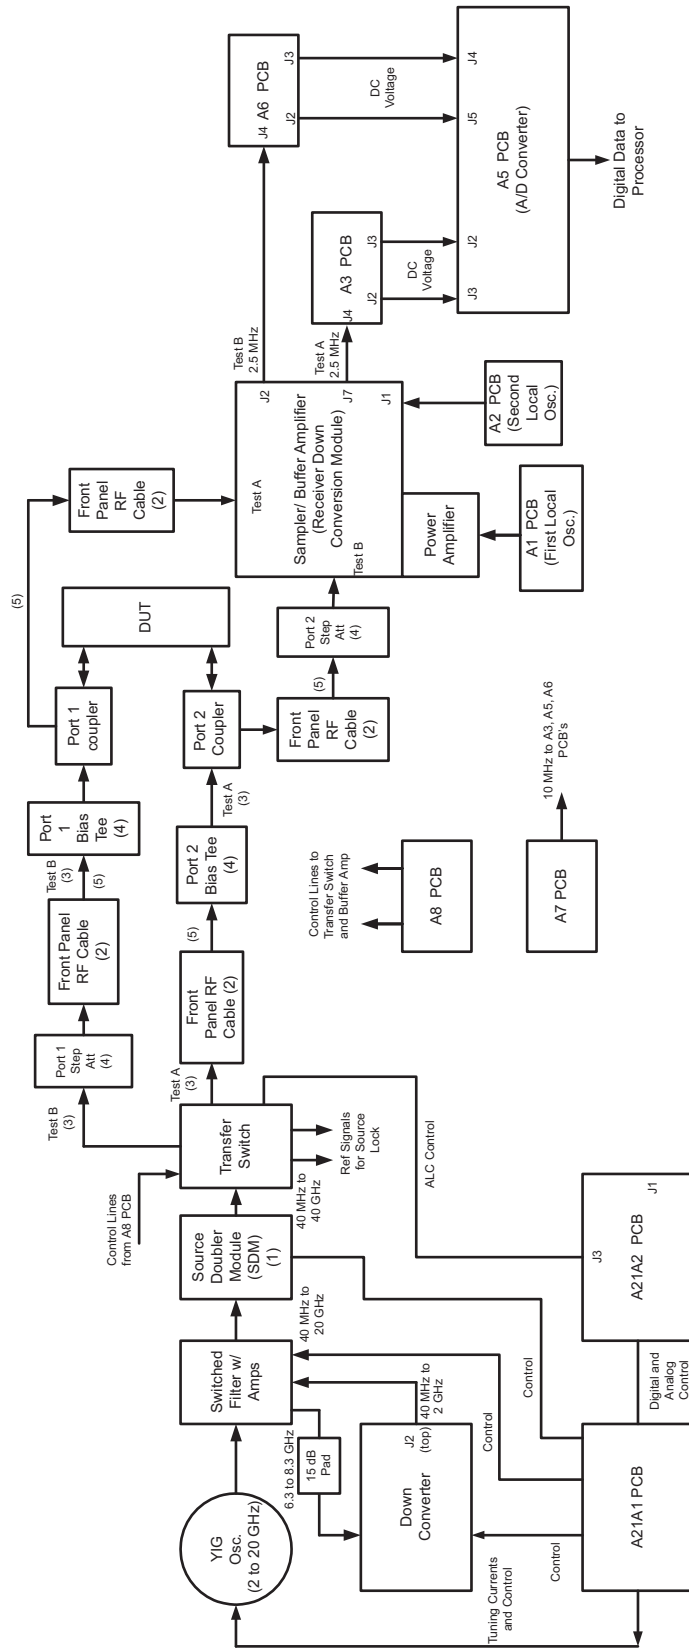 YIG
Osc.
(2 to 20 GHz)
Switched
Filter w/
Amps
40 MHz to
20 GHz
Source
Doubler
Module
(SDM)
(1)
40 MHz to
40 GHz
Control Lines
from A8 PCB
Transfer
Switch
Ref Signals
for Source
Lock
Test B
(3)
Port 1
Step
Att
(4)
Front Panel
RF Cable
(2)
Test B
(3)
(5)
Port
1
Bias
Tee
(4)
Port 1
coupler
(5)
Front
Panel
RF
Cable
(2)
Test A
(3)
Front
Panel RF
Cable (2)
(5)
Port 2
Bias Tee
(4)
Test A
(3)
Port 2
Coupler
DUT
Front
Panel
RF
Cable
(2)
(5)
Port 2
Step
Att
(4)
Test A
Sampler/ Buffer Amplifier
(Receiver Down
Conversion Module)
Test B
J2
J7
J1
Power
Amplifier
A1 PCB
(First Local
Osc.)
A2 PCB
(Second
Local
Osc.)
Test B
2.5 MHz
Test A
2.5 MHz
J4
A6 PCB
J2
J3
DC
Voltage
J4
A3 PCB
J2
J3
DC
Voltage
J3
J2
J5
J4
A5 PCB
(A/D Converter)
Digital Data to
Processor
6.3 to 8.3 GHz
15 dB
Pad
J2
(top)
40 MHz to
2 GHz
Down
Converter
Tuning Currents
and Control
Control
Control
Control
A21A1 PCB
Digital and
Analog
Control
ALC Control
J3
A21A2 PCB
J1
Control Lines to
Transfer Switch
and Buffer Amp
A8 PCB
10 MHz to A3, A5, A6
PCB's
A7 PCB